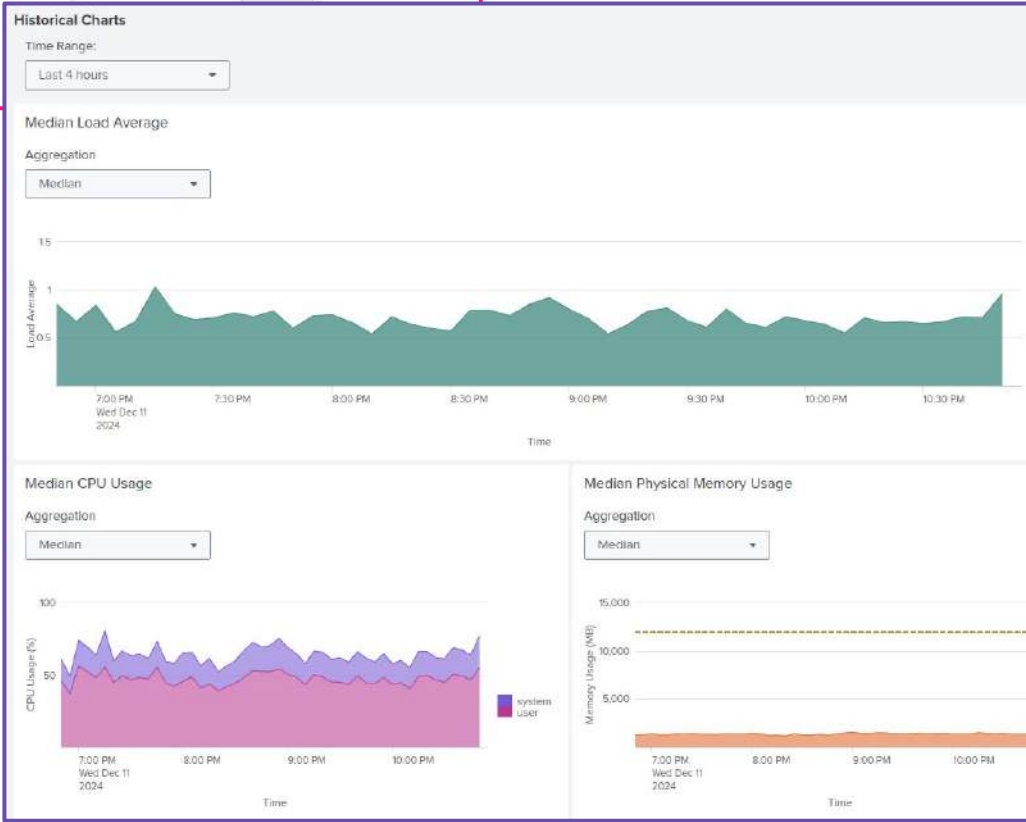 Historical Charts
Time Range:
Last 4 hours
Median Load Average
Aggregation
Median
1.5
1
0.5
Load Average
7:00 PM
Wed Dec 11
2024
7:30 PM
8:00 PM
8:30 PM
9:00 PM
9:30 PM
10:00 PM
10:30 PM
Time
Median CPU Usage
Aggregation
Median
100
50
CPU Usage (%)
system
user
7:00 PM
Wed Dec 11
2024
8:00 PM
9:00 PM
10:00 PM
Time
Median Physical Memory Usage
Aggregation
Median
15,000
10,000
5,000
Memory Usage (MB)
7:00 PM
Wed Dec 11
2024
8:00 PM
9:00 PM
10:00 PM
Time